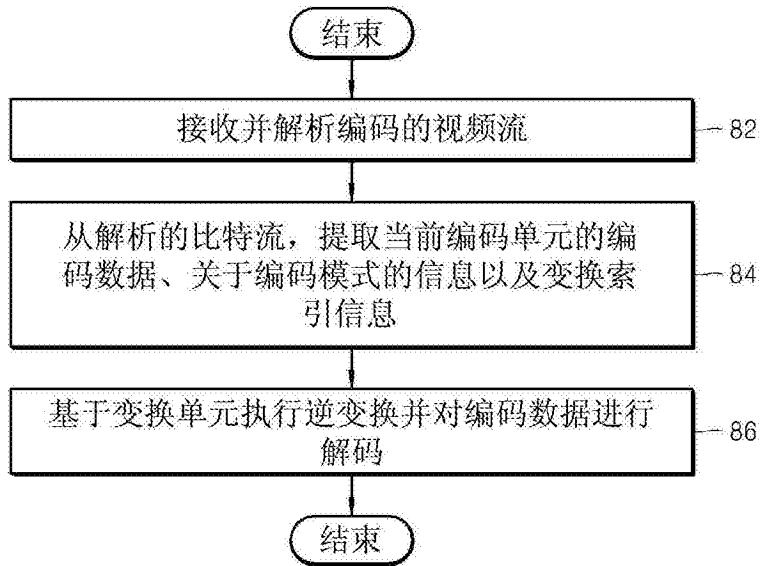 结束
接收并解析编码的视频流
82
从解析的比特流，提取当前编码单元的编
码数据、关于编码模式的信息以及变换索
引信息
84
基于变换单元执行逆变换并对编码数据进行
解码
86
结束